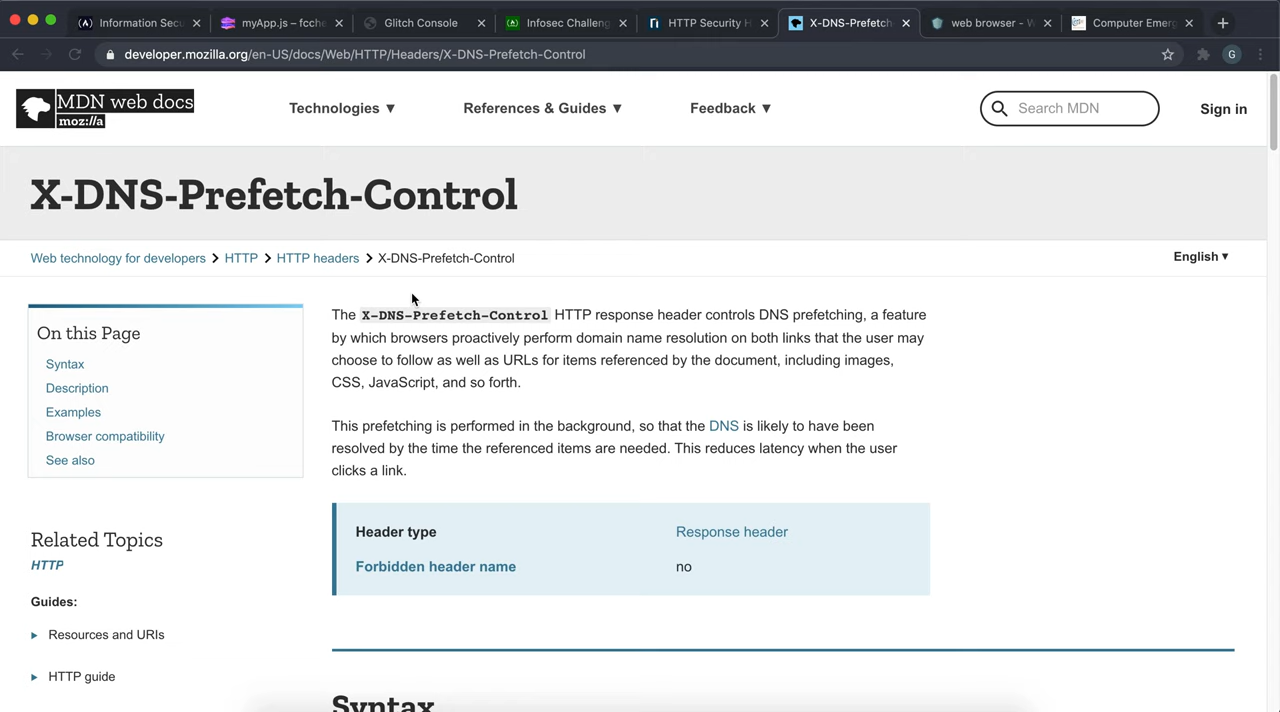 Information Secu
myApp.js – fccche
Glitch Console
Infosec Challeng
HTTP Security H
X-DNS-Prefetch
web browser - W
Computer Emerg
developer.mozilla.org/en-US/docs/Web/HTTP/Headers/X-DNS-Prefetch-Control
G
MDN web docs
moz://a
Technologies ▼
References & Guides ▼
Feedback ▼
Search MDN
Sign in
X-DNS-Prefetch-Control
Web technology for developers > HTTP > HTTP headers > X-DNS-Prefetch-Control
English ▼
On this Page
Syntax
Description
Examples
Browser compatibility
See also
Related Topics
HTTP
Guides:
Resources and URIs
HTTP guide
The X-DNS-Prefetch-Control HTTP response header controls DNS prefetching, a feature
by which browsers proactively perform domain name resolution on both links that the user may
choose to follow as well as URLs for items referenced by the document, including images,
CSS, JavaScript, and so forth.
This prefetching is performed in the background, so that the DNS is likely to have been
resolved by the time the referenced items are needed. This reduces latency when the user
clicks a link.
Header type Response header
Forbidden header name no
Syntax